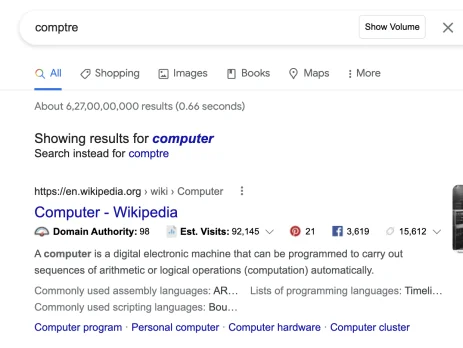 comptre
Show Volume
All Shopping Images Books Maps More
About 6,27,00,00,000 results (0.66 seconds)
Showing results for computer
Search instead for comptre
https://en.wikipedia.org › wiki › Computer
Computer - Wikipedia
Domain Authority: 98 Est. Visits: 92,145 21 3,619 15,612
A computer is a digital electronic machine that can be programmed to carry out
sequences of arithmetic or logical operations (computation) automatically.
Commonly used assembly languages: AR… Lists of programming languages: Timeli…
Commonly used scripting languages: Bou…
Computer program · Personal computer · Computer hardware · Computer cluster